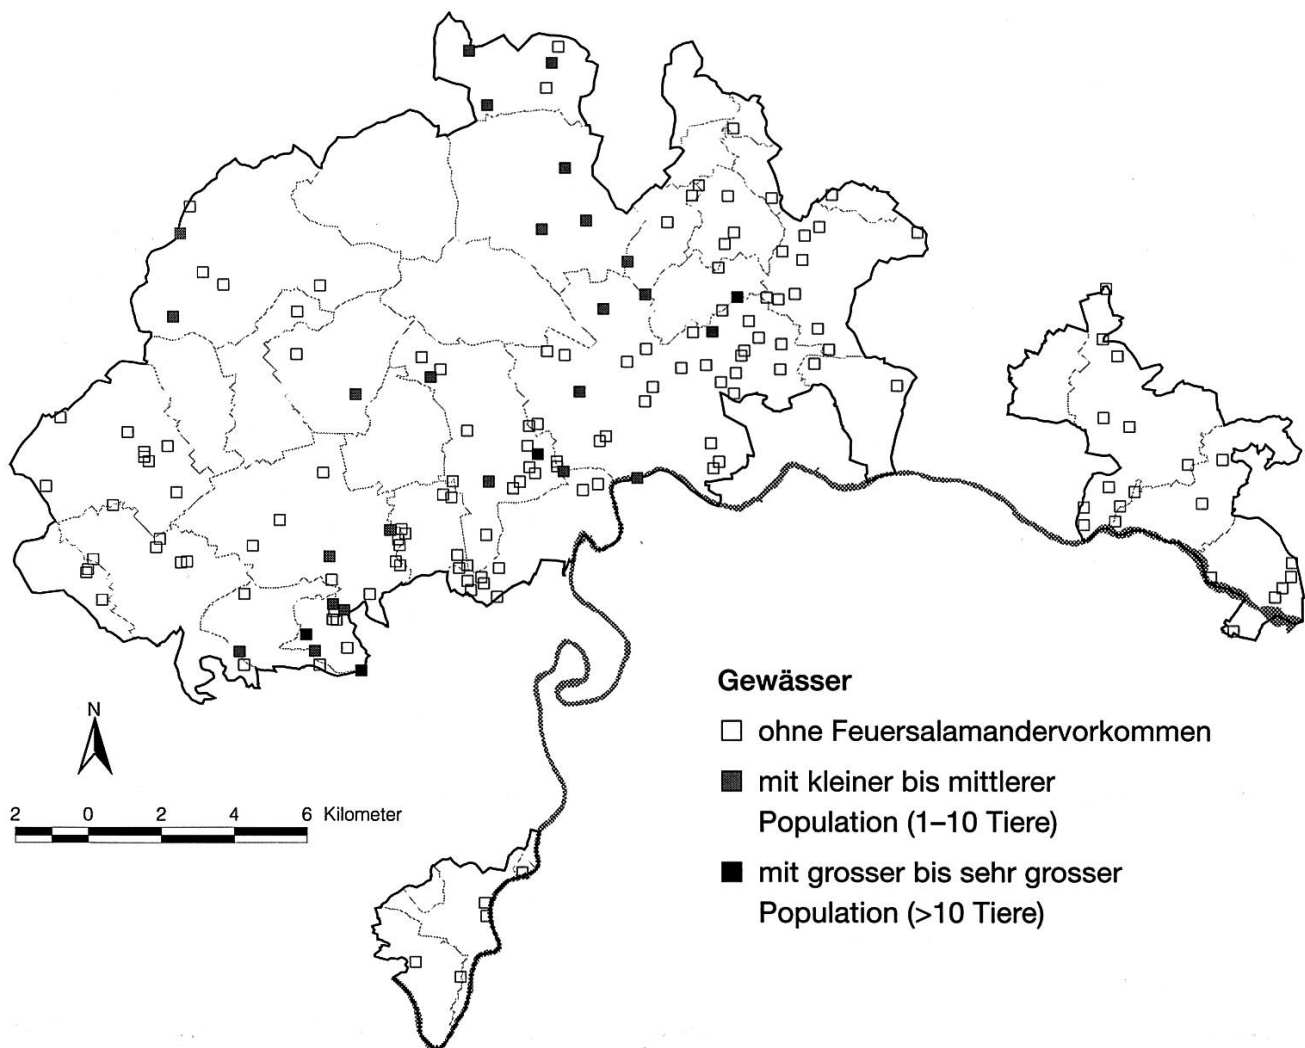 Gewässer
ohne Feuersalamandervorkommen
mit kleiner bis mittlerer
Population (1–10 Tiere)
mit grosser bis sehr grosser
Population (>10 Tiere)
N
2 0 2 4 6 Kilometer